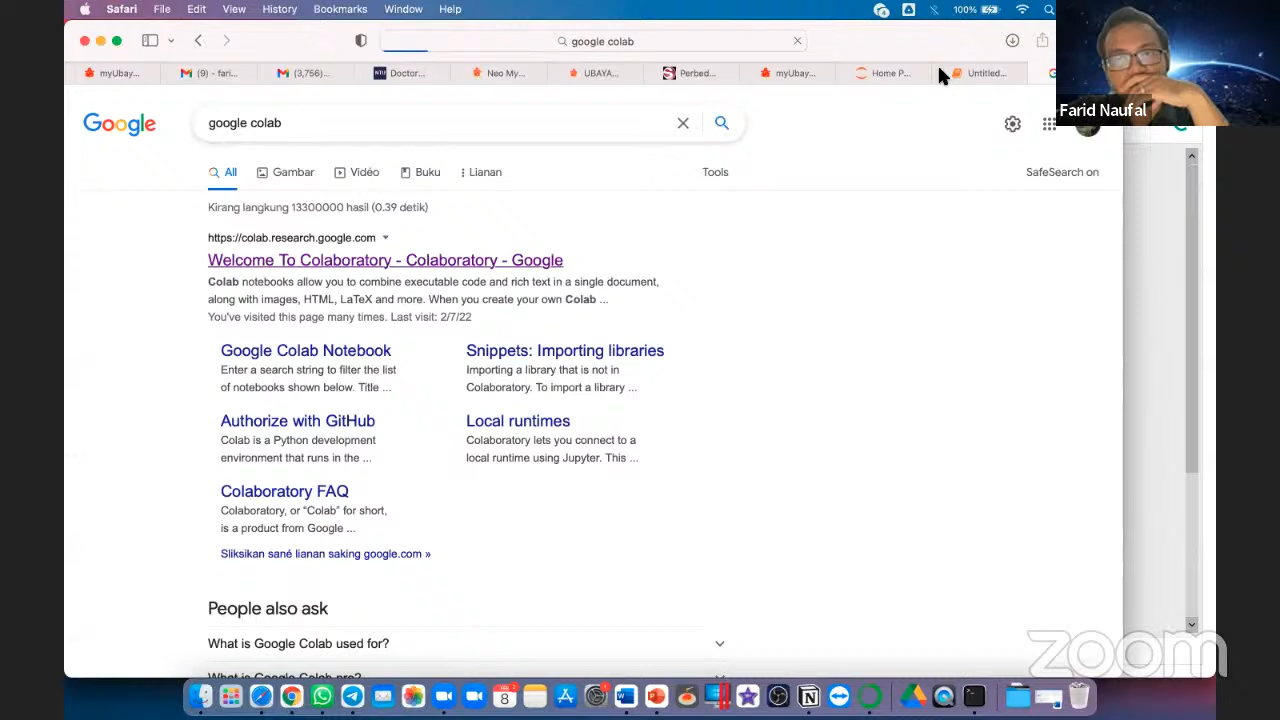 Safari File Edit View History Bookmarks Window Help 100%
google colab
myUbay... (9) - fari... (3,756)... Doctor... Neo My... UBAYA... Perbed... myUbay... Home P... Untitled...
Farid Naufal
Google google colab
All Gambar Vidéo Buku Lianan Tools SafeSearch on
Kirang langkung 13300000 hasil (0.39 detik)
https://colab.research.google.com
Welcome To Colaboratory - Colaboratory - Google
Colab notebooks allow you to combine executable code and rich text in a single document,
along with images, HTML, LaTeX and more. When you create your own Colab ...
You've visited this page many times. Last visit: 2/7/22
Google Colab Notebook
Enter a search string to filter the list
of notebooks shown below. Title ...
Snippets: Importing libraries
Importing a library that is not in
Colaboratory. To import a library ...
Authorize with GitHub
Colab is a Python development
environment that runs in the ...
Local runtimes
Colaboratory lets you connect to a
local runtime using Jupyter. This ...
Colaboratory FAQ
Colaboratory, or “Colab” for short,
is a product from Google ...
Sliksikan sané lianan saking google.com »
People also ask
What is Google Colab used for?
What is Google Colab pro?
zoom
8